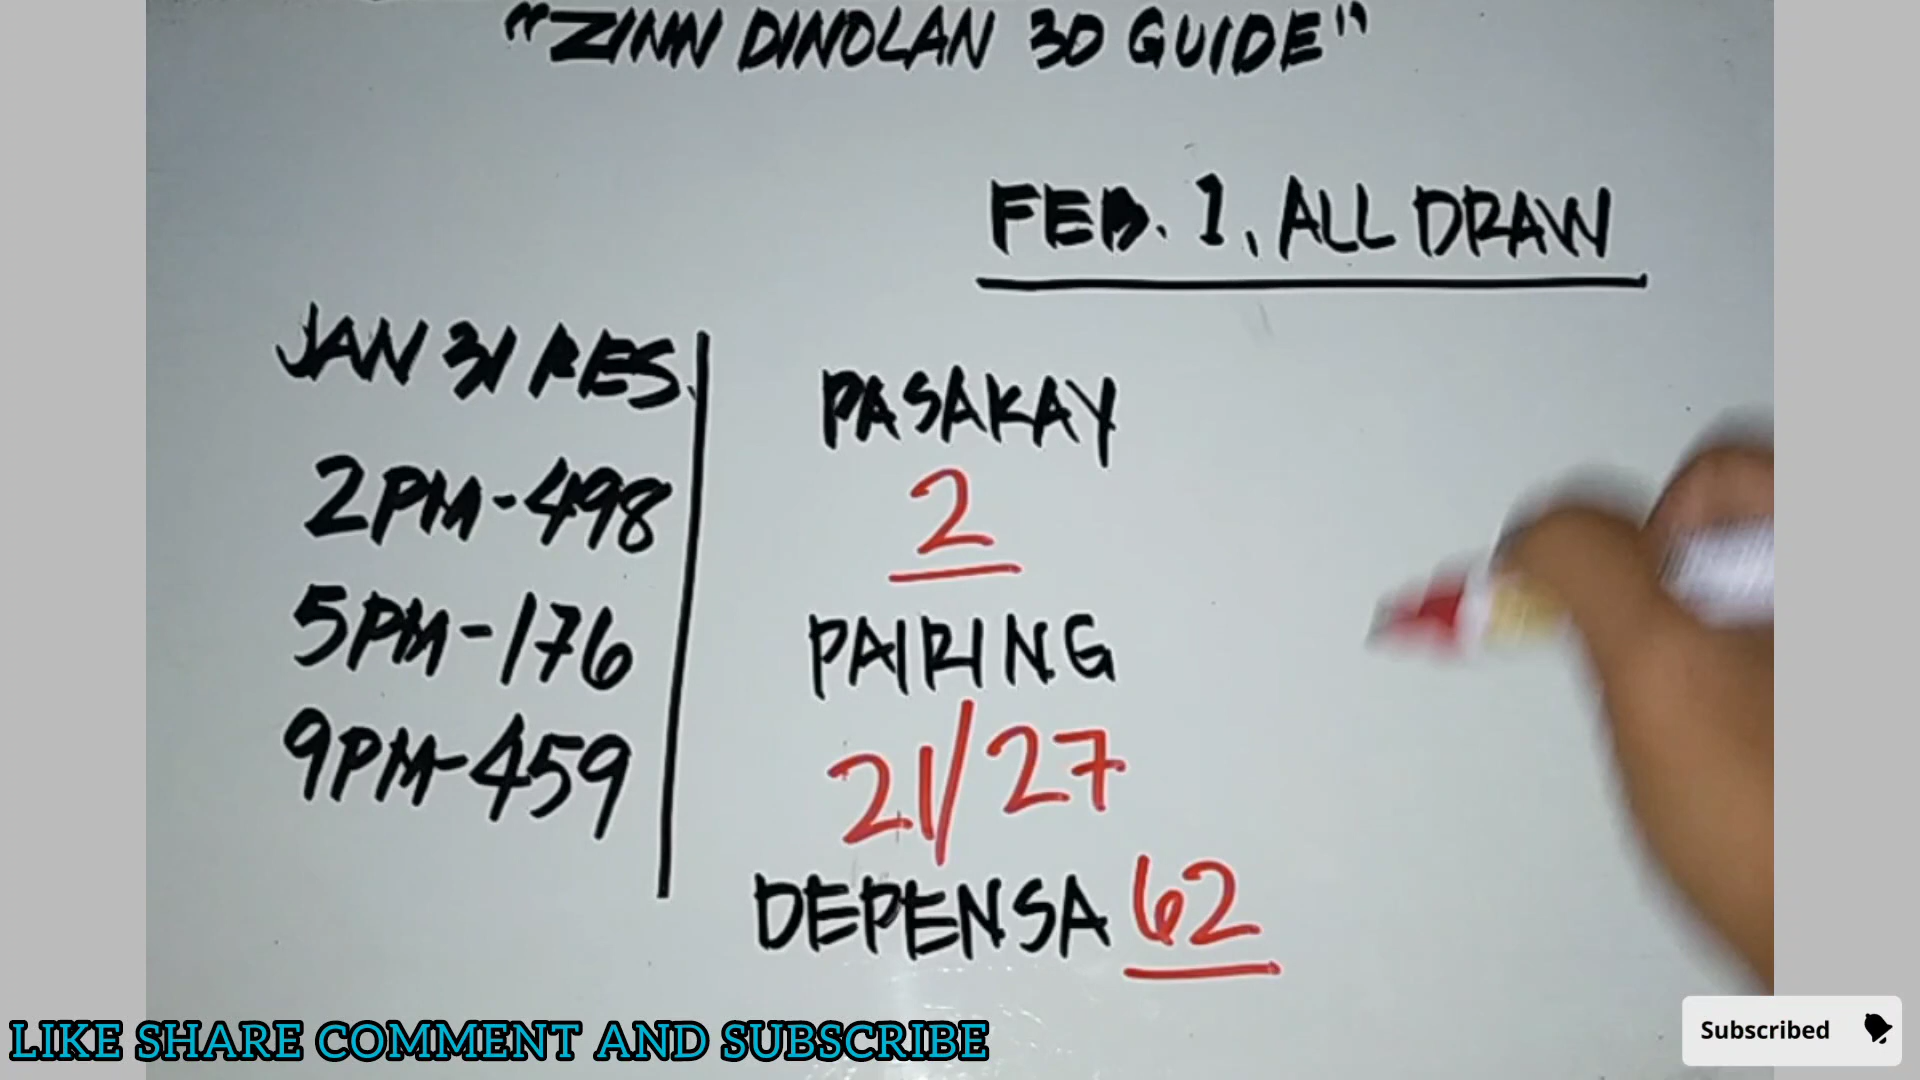 "ZINN DINOLAN 3D GUIDE"
FEB. 1, ALL DRAW
JAN 31 RES.
2PM-498
5PM-176
9PM-459
PASAKAY
2
PAIRING
21/27
DEPENSA 62
LIKE SHARE COMMENT AND SUBSCRIBE
Subscribed